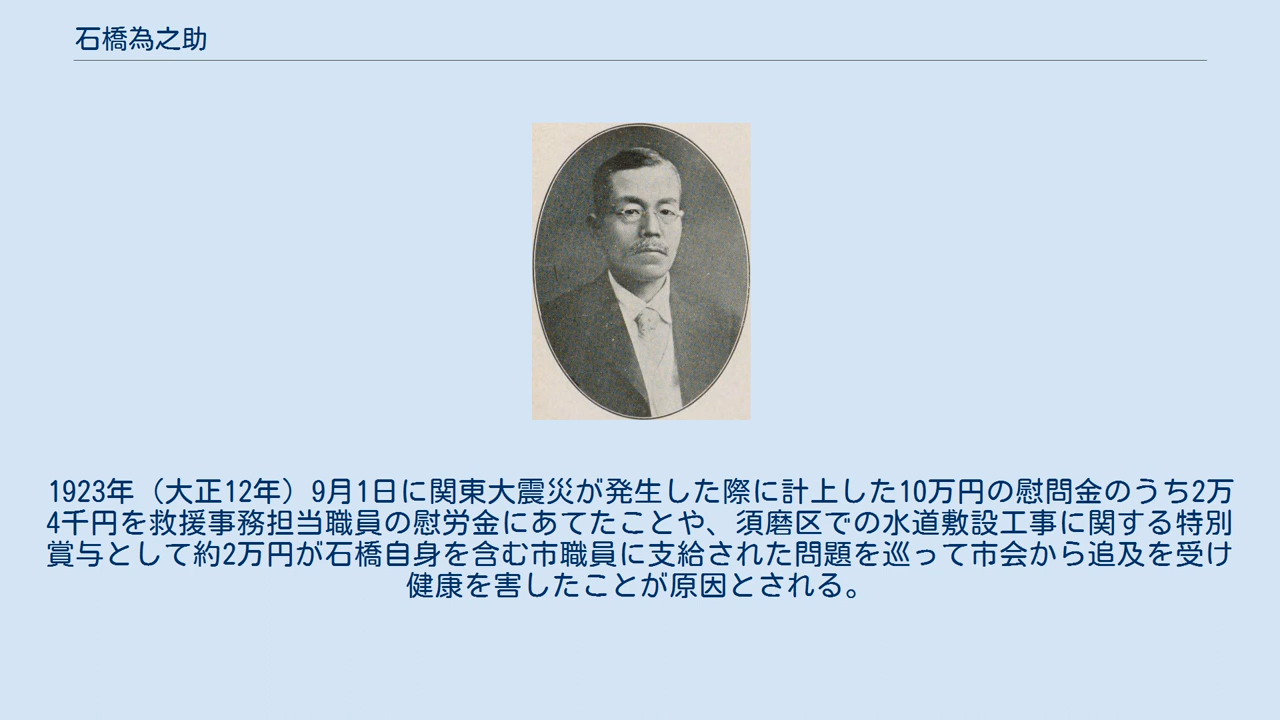 石橋為之助
1923年（大正12年）9月1日に関東大震災が発生した際に計上した10万円の慰問金のうち2万
4千円を救援事務担当職員の慰労金にあてたことや、須磨区での水道敷設工事に関する特別
賞与として約2万円が石橋自身を含む市職員に支給された問題を巡って市会から追及を受け
健康を害したことが原因とされる。